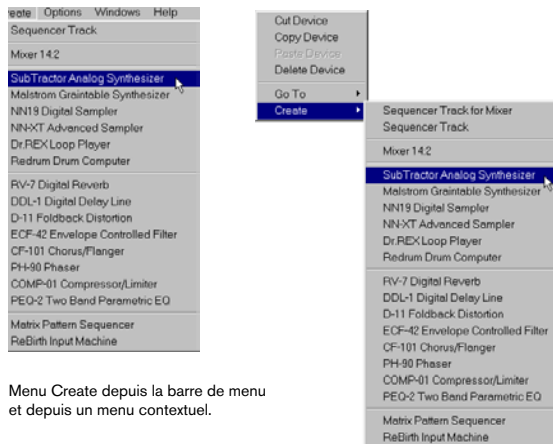 eate Options Windows Help
Sequencer Track
Mixer 14:2
SubTractor Analog Synthesizer
Malstrom Graintable Synthesizer
NN19 Digital Sampler
NN-XT Advanced Sampler
Dr.REX Loop Player
Redrum Drum Computer
RV-7 Digital Reverb
DDL-1 Digital Delay Line
D-11 Foldback Distortion
ECF-42 Envelope Controlled Filter
CF-101 Chorus/Flanger
PH-90 Phaser
COMP-01 Compressor/Limiter
PEQ-2 Two Band Parametric EQ
Matrix Pattern Sequencer
ReBirth Input Machine
Cut Device
Copy Device
Paste Device
Delete Device
Go To
Create
Sequencer Track for Mixer
Sequencer Track
Mixer 14:2
SubTractor Analog Synthesizer
Malstrom Graintable Synthesizer
NN19 Digital Sampler
NN-XT Advanced Sampler
Dr.REX Loop Player
Redrum Drum Computer
RV-7 Digital Reverb
DDL-1 Digital Delay Line
D-11 Foldback Distortion
ECF-42 Envelope Controlled Filter
CF-101 Chorus/Flanger
PH-90 Phaser
COMP-01 Compressor/Limiter
PEQ-2 Two Band Parametric EQ
Matrix Pattern Sequencer
ReBirth Input Machine
Menu Create depuis la barre de menu
et depuis un menu contextuel.